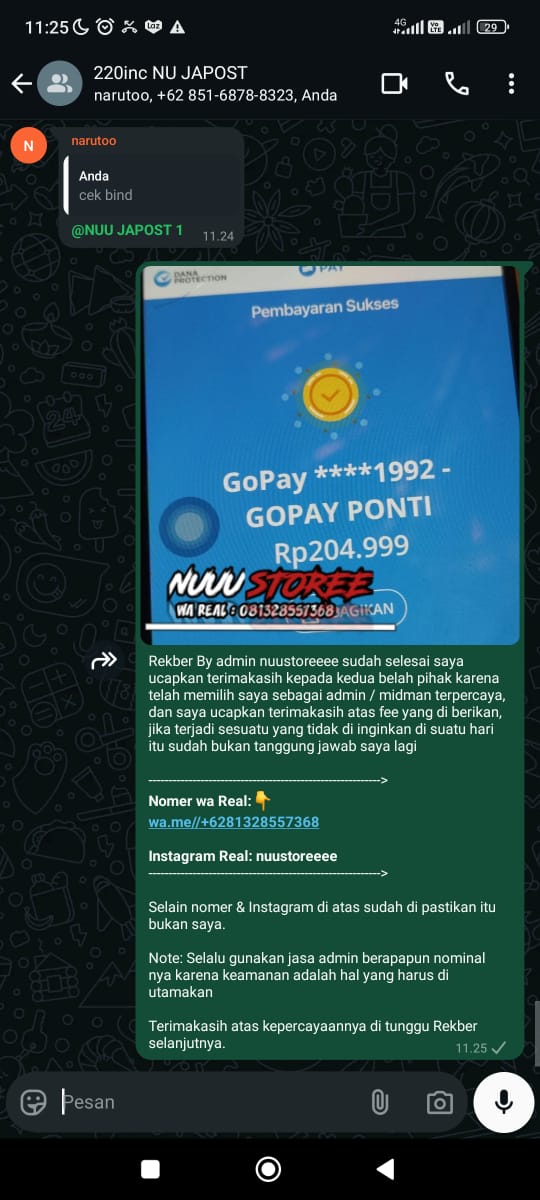 11:25
4G
Vo
LTE
29
220inc NU JAPOST
narutoo, +62 851-6878-8323, Anda
N
narutoo
Anda
cek bind
@NUU JAPOST 1
11.24
DANA
PROTECTION
PAY
Pembayaran Sukses
GoPay ****1992 -
GOPAY PONTI
Rp204.999
NUUU STOREE
WA REAL : 081328557368
BAGIKAN
Rekber By admin nuustoreeee sudah selesai saya
ucapkan terimakasih kepada kedua belah pihak karena
telah memilih saya sebagai admin / midman terpercaya,
dan saya ucapkan terimakasih atas fee yang di berikan,
jika terjadi sesuatu yang tidak di inginkan di suatu hari
itu sudah bukan tanggung jawab saya lagi
---------------------------------------------------------->
Nomer wa Real:👇
wa.me//+6281328557368
Instagram Real: nuustoreeee
---------------------------------------------------------->
Selain nomer & Instagram di atas sudah di pastikan itu
bukan saya.
Note: Selalu gunakan jasa admin berapapun nominal
nya karena keamanan adalah hal yang harus di
utamakan
Terimakasih atas kepercayaannya di tunggu Rekber
selanjutnya.
11.25
Pesan